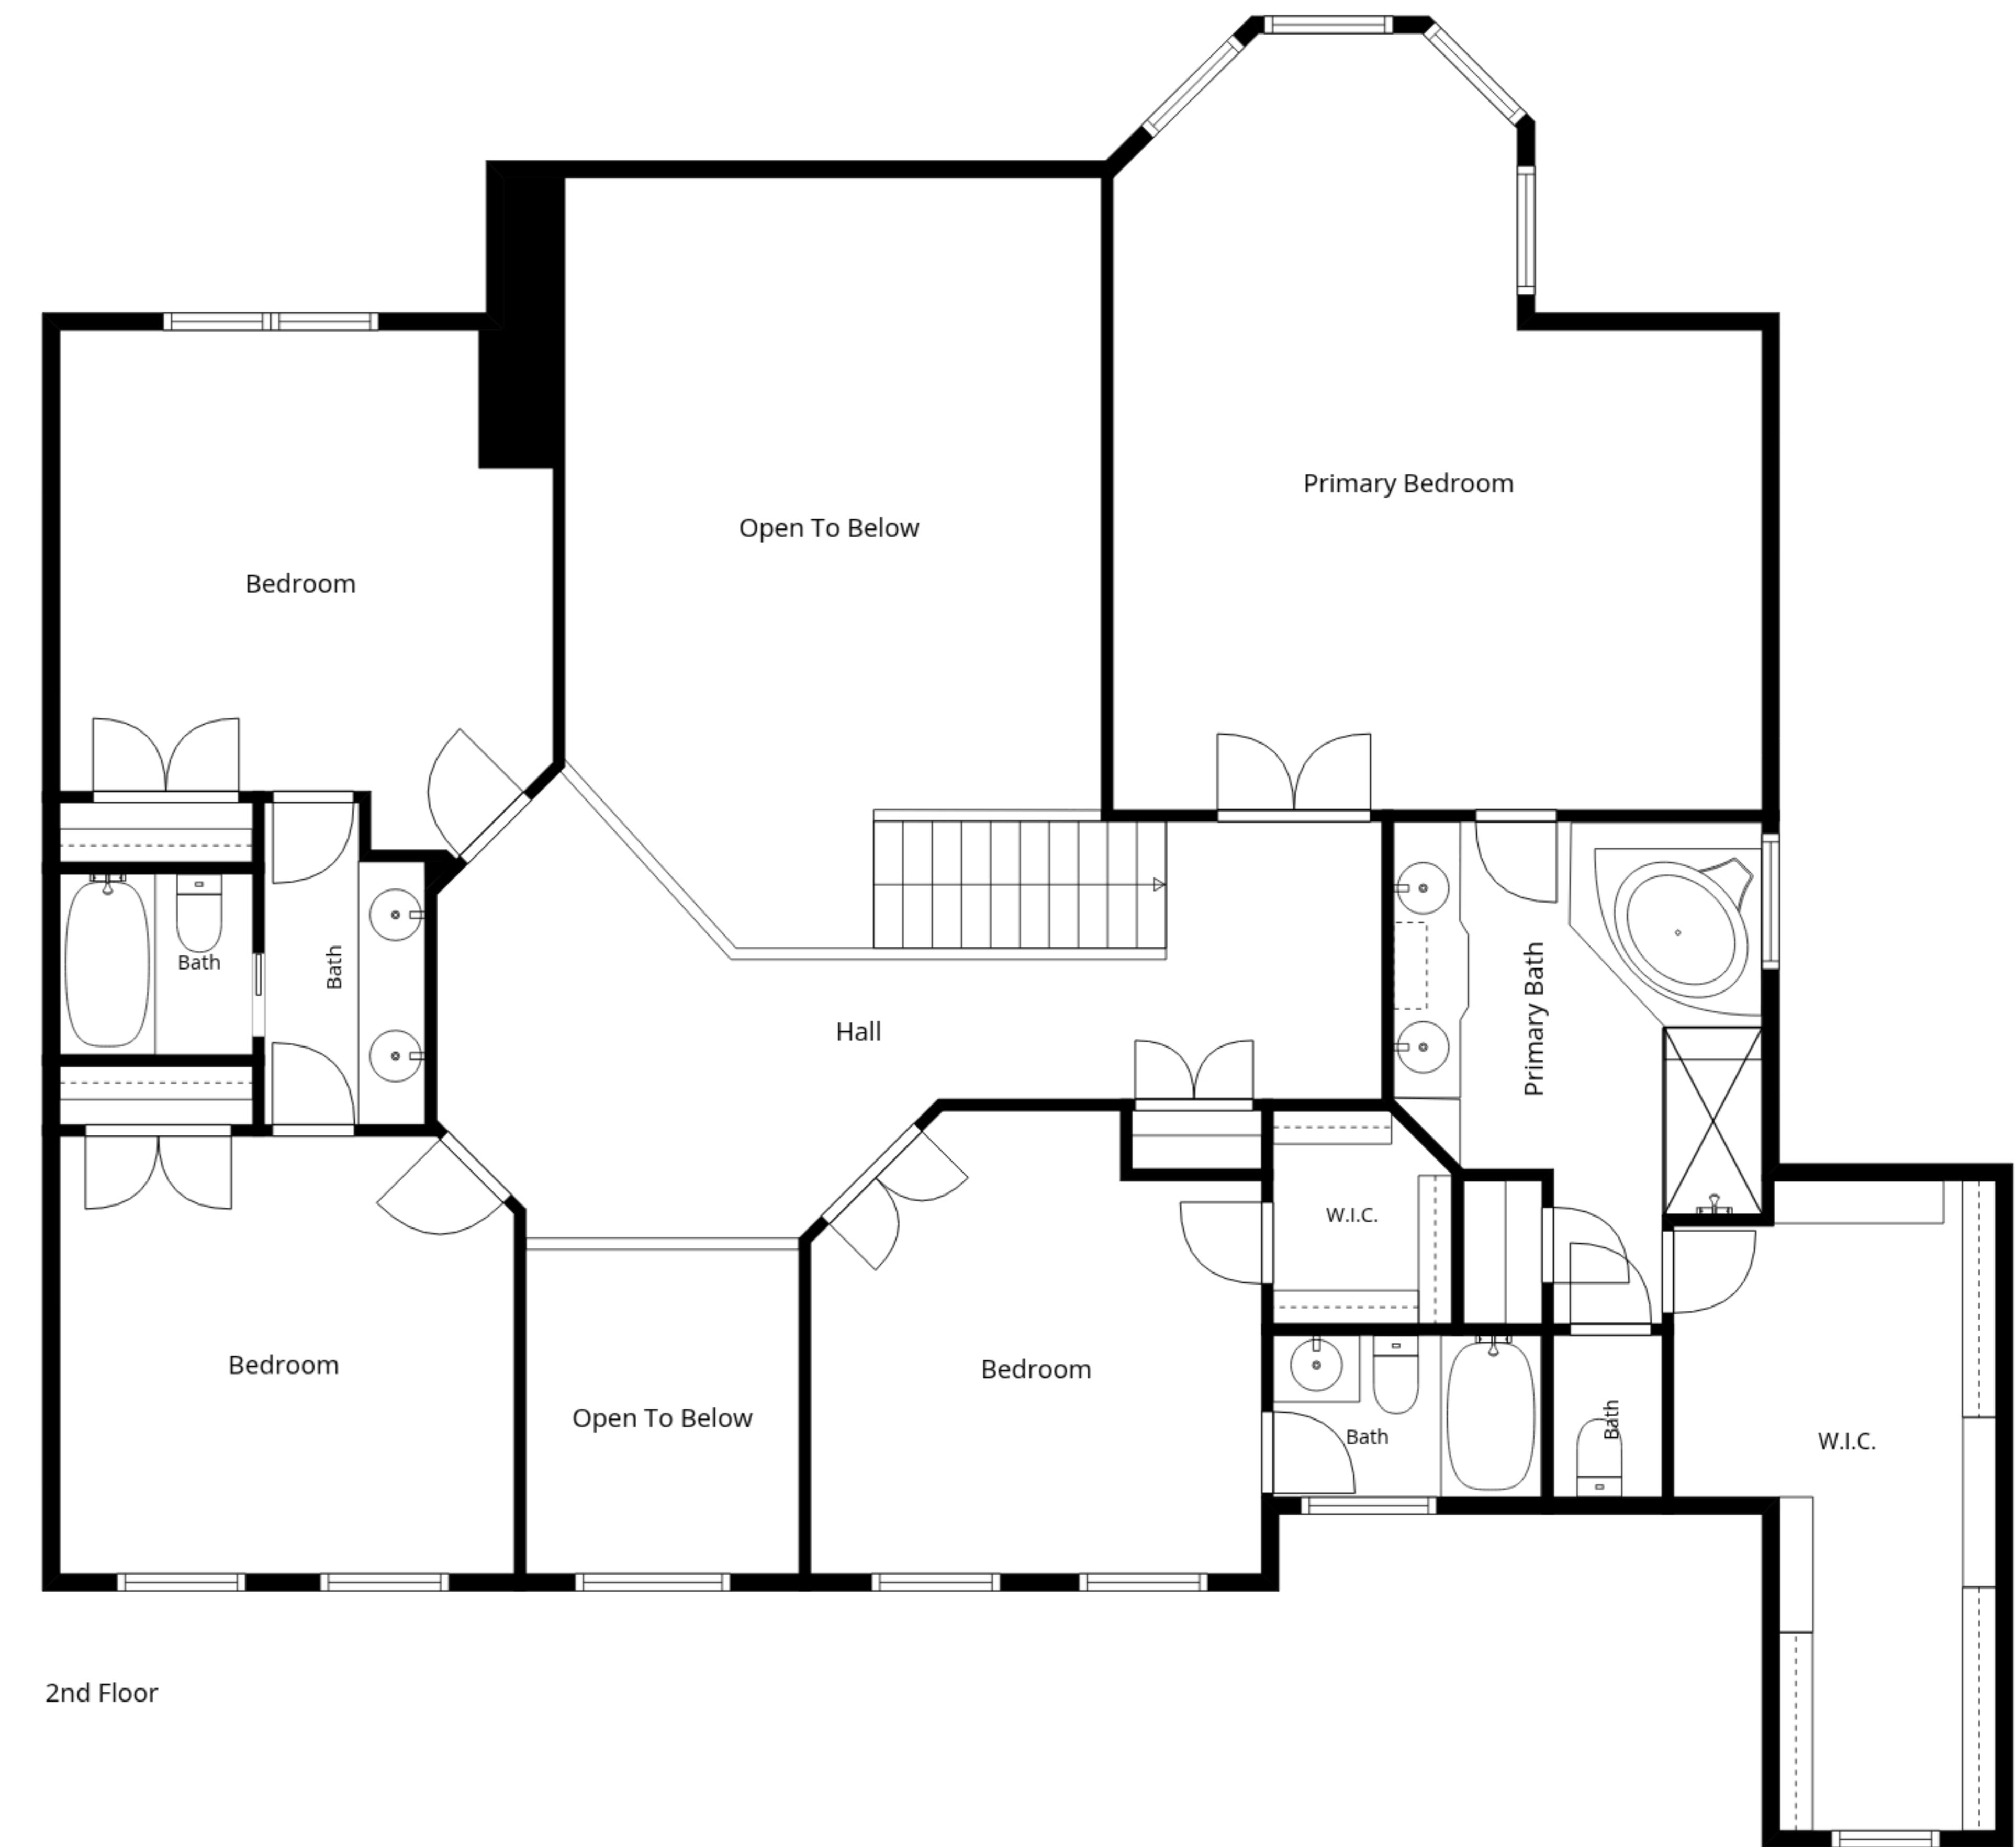 Primary Bedroom
Open To Below
Bedroom
Bath
Bath
Primary Bath
Hall
W.I.C.
Bedroom
Bedroom
Open To Below
Bath
Bath
W.I.C.
2nd Floor